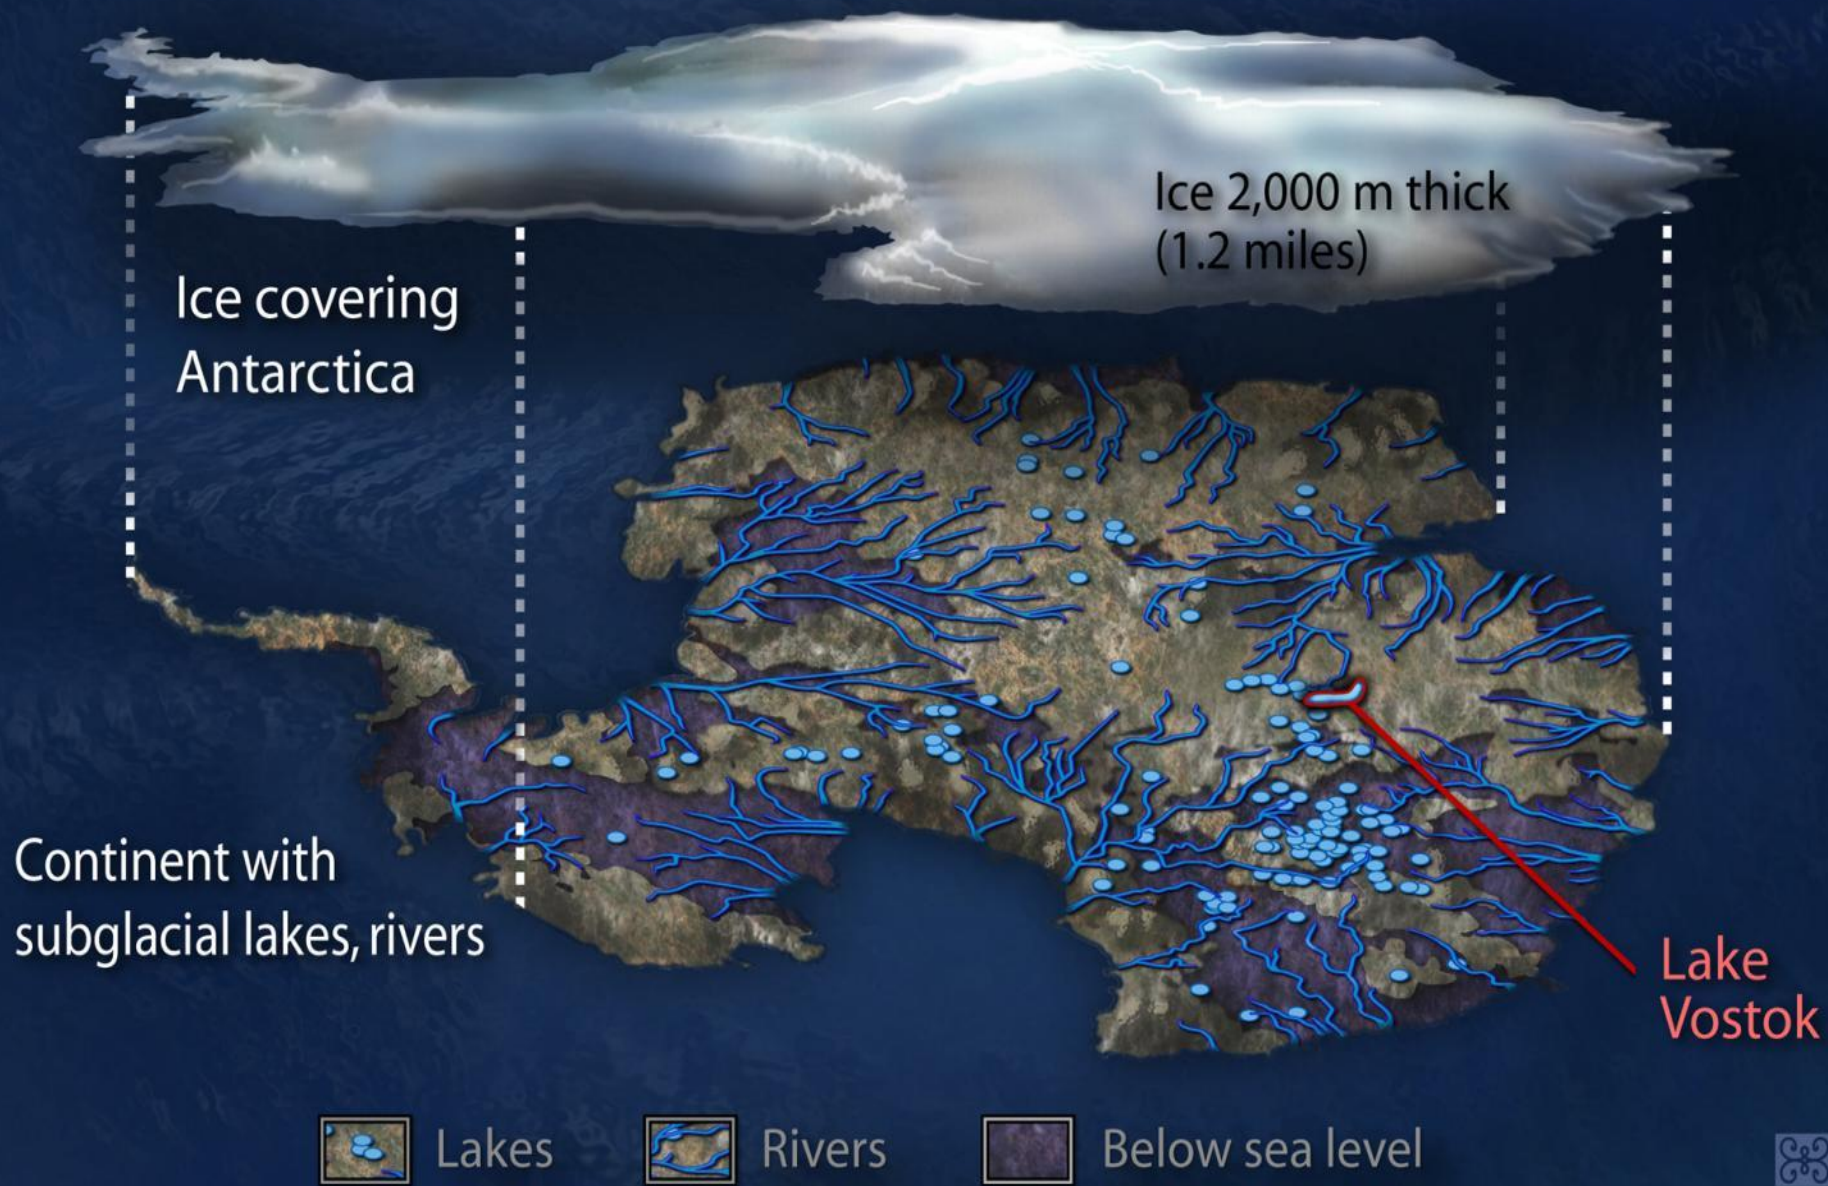 Ice 2,000 m thick
(1.2 miles)
Ice covering
Antarctica
Continent with
subglacial lakes, rivers
Lake
Vostok
Lakes
Rivers
Below sea level